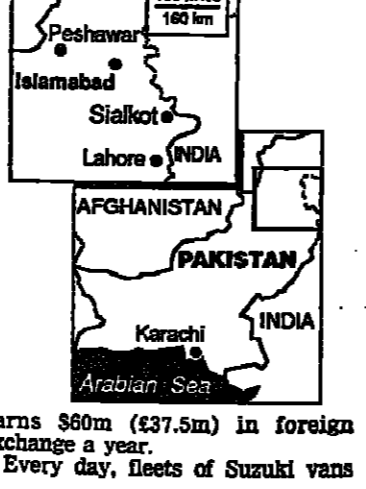 160 km
Peshawar
Islamabad
Sialkot
Lahore
INDIA
AFGHANISTAN
PAKISTAN
Karachi
INDIA
Arabian Sea
arns $60m (£37.5m) in foreign
xchange a year.
Every day, fleets of Suzuki vans